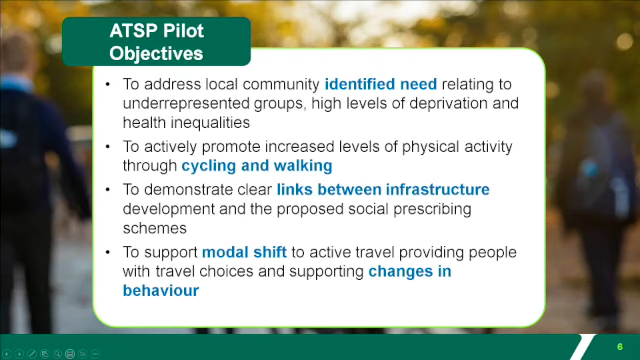 ATSP Pilot
Objectives
• To address local community identified need relating to
underrepresented groups, high levels of deprivation and
health inequalities
• To actively promote increased levels of physical activity
through cycling and walking
• To demonstrate clear links between infrastructure
development and the proposed social prescribing
schemes
• To support modal shift to active travel providing people
with travel choices and supporting changes in
behaviour
6